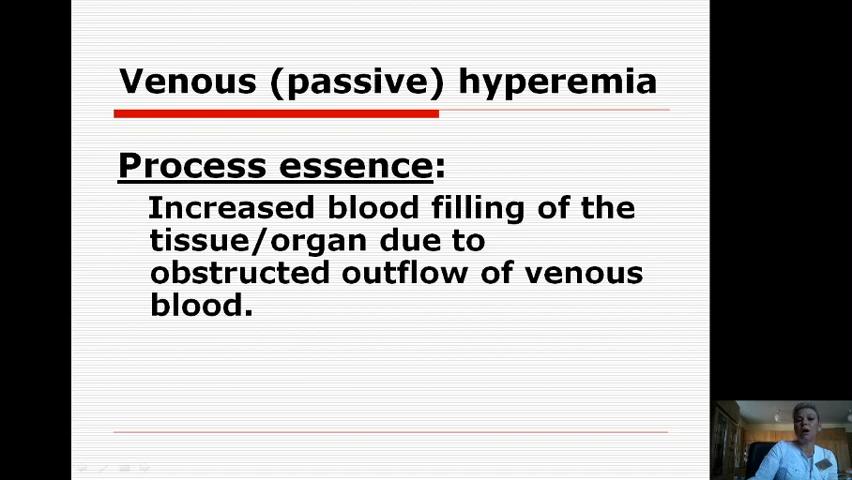 Venous (passive) hyperemia
Process essence:
Increased blood filling of the
tissue/organ due to
obstructed outflow of venous
blood.